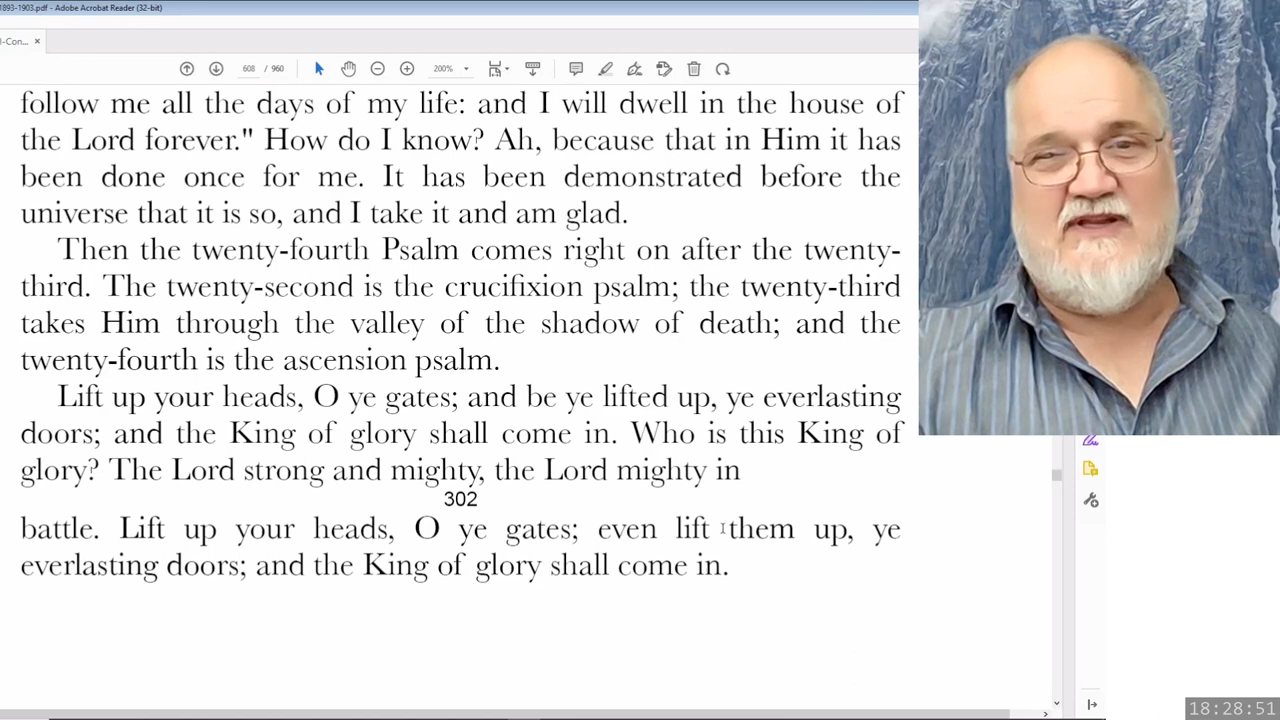 1893-1903.pdf - Adobe Acrobat Reader (32-bit)
l-Con... ×
608 / 960
200%
follow me all the days of my life: and I will dwell in the house of
the Lord forever." How do I know? Ah, because that in Him it has
been done once for me. It has been demonstrated before the
universe that it is so, and I take it and am glad.
Then the twenty-fourth Psalm comes right on after the twenty-
third. The twenty-second is the crucifixion psalm; the twenty-third
takes Him through the valley of the shadow of death; and the
twenty-fourth is the ascension psalm.
Lift up your heads, O ye gates; and be ye lifted up, ye everlasting
doors; and the King of glory shall come in. Who is this King of
glory? The Lord strong and mighty, the Lord mighty in
302
battle. Lift up your heads, O ye gates; even lift them up, ye
everlasting doors; and the King of glory shall come in.
18:28:51